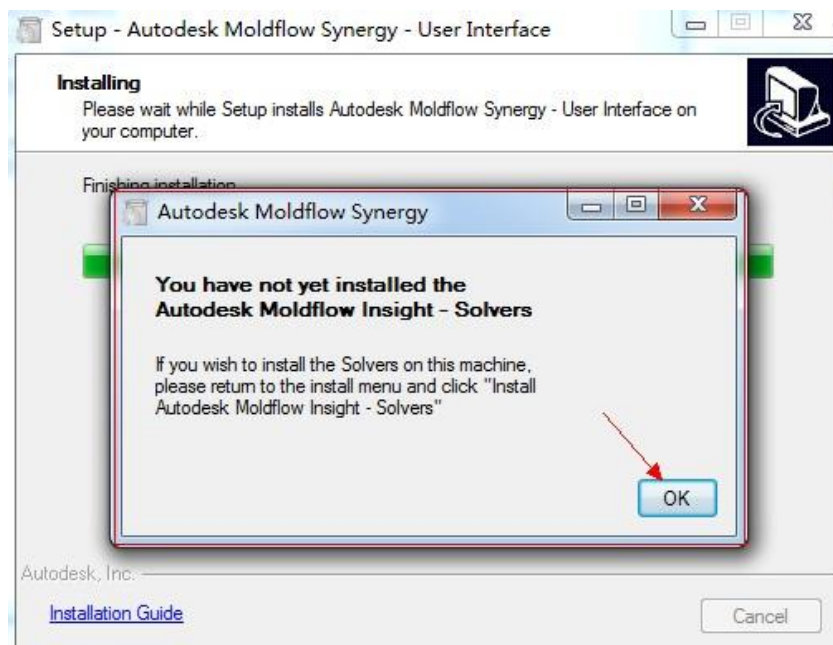 Setup - Autodesk Moldflow Synergy - User Interface
Installing
Please wait while Setup installs Autodesk Moldflow Synergy - User Interface on
your computer.
Finishing installation
Autodesk Moldflow Synergy
You have not yet installed the
Autodesk Moldflow Insight - Solvers
If you wish to install the Solvers on this machine,
please return to the install menu and click "Install
Autodesk Moldflow Insight - Solvers"
OK
Autodesk, Inc.
Installation Guide
Cancel